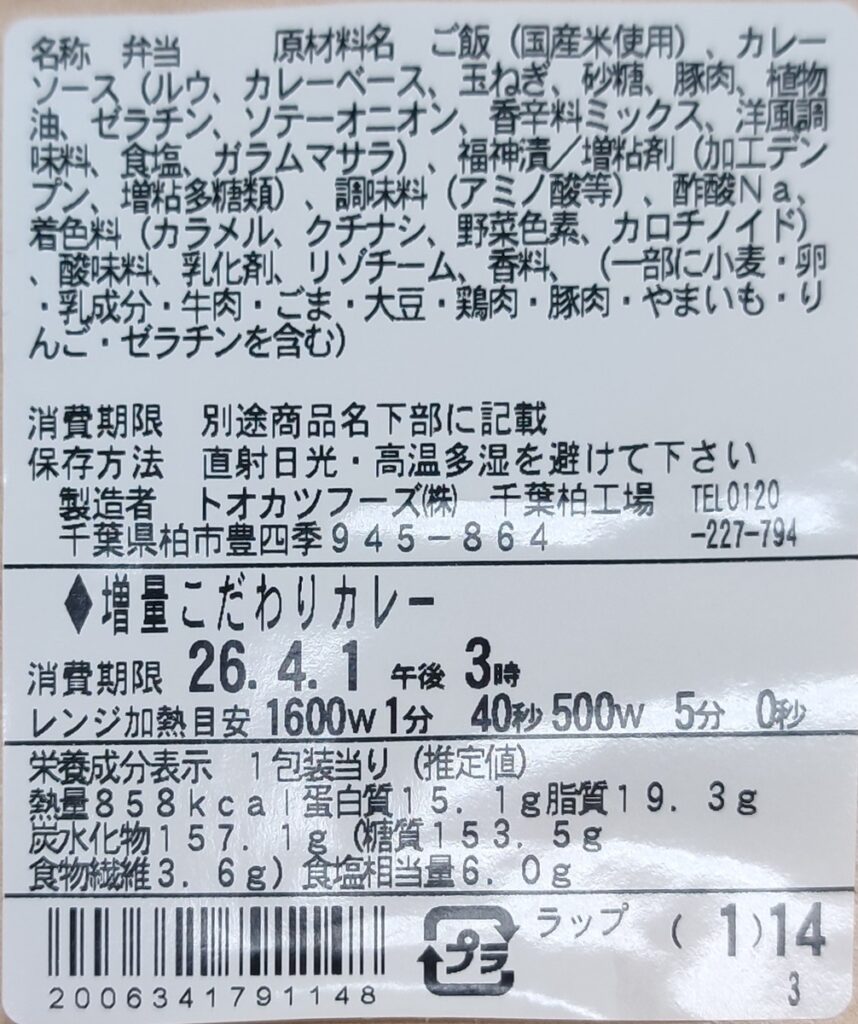 名称　弁当　　　原材料名　ご飯（国産米使用）、カレー
ソース（ルウ、カレーベース、玉ねぎ、砂糖、豚肉、植物
油、ゼラチン、ソテーオニオン、香辛料ミックス、洋風調
味料、食塩、ガラムマサラ）、福神漬／増粘剤（加工デン
プン、増粘多糖類）、調味料（アミノ酸等）、酢酸Ｎａ、
着色料（カラメル、クチナシ、野菜色素、カロチノイド）
、酸味料、乳化剤、リゾチーム、香料、（一部に小麦・卵
・乳成分・牛肉・ごま・大豆・鶏肉・豚肉・やまいも・り
んご・ゼラチンを含む）
消費期限　別途商品名下部に記載
保存方法　直射日光・高温多湿を避けて下さい
製造者　トオカツフーズ㈱　千葉柏工場　TEL0120
千葉県柏市豊四季９４５－８６４　-227-794
♦増量こだわりカレー
消費期限　26.4.1　午後　3時
レンジ加熱目安 1600w 1分　40秒 500w　5分　0秒
栄養成分表示　１包装当り（推定値）
熱量８５８ｋｃａｌ蛋白質１５．１ｇ脂質１９．３ｇ
炭水化物１５７．１ｇ（糖質１５３．５ｇ
食物繊維３．６ｇ）食塩相当量６．０ｇ
プラ　ラップ　（　1）14
3
2006341791148